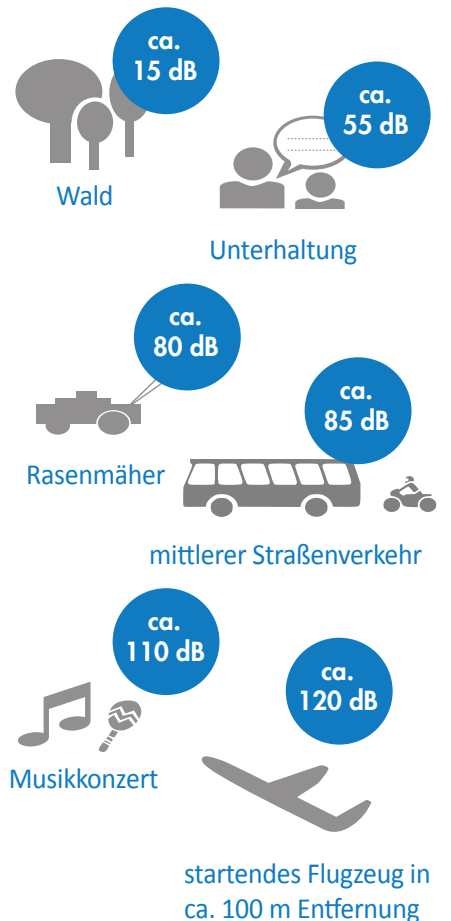 ca.
15 dB
Wald
ca.
55 dB
Unterhaltung
ca.
80 dB
Rasenmäher
ca.
85 dB
mittlerer Straßenverkehr
ca.
110 dB
Musikkonzert
ca.
120 dB
startendes Flugzeug in
ca. 100 m Entfernung